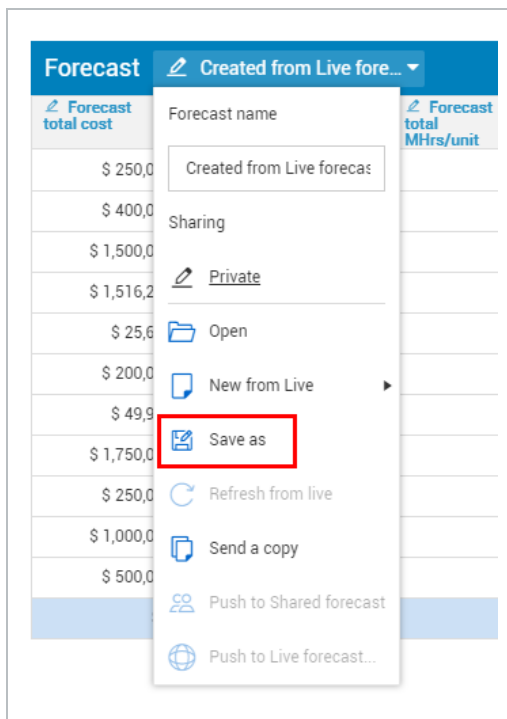 Forecast Created from Live fore...
Forecast total cost
Forecast total MHrs/unit
Forecast name
Created from Live forecas
Sharing
Private
Open
New from Live
Save as
Refresh from live
Send a copy
Push to Shared forecast
Push to Live forecast...
$ 250,0
$ 400,0
$ 1,500,0
$ 1,516,2
$ 25,6
$ 200,0
$ 49,9
$ 1,750,0
$ 250,0
$ 1,000,0
$ 500,0